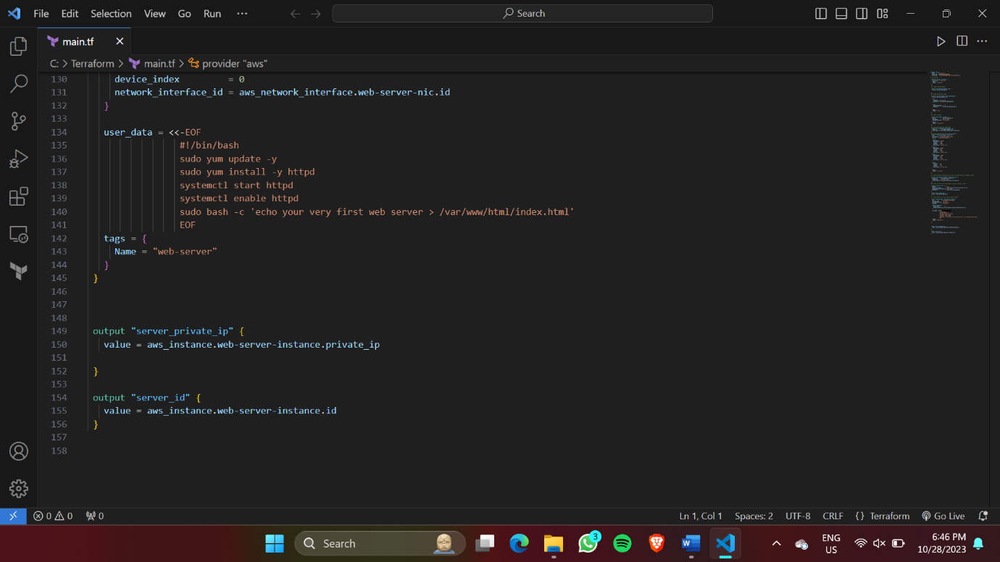 File Edit Selection View Go Run ··· Search
main.tf
C: > Terraform > main.tf > provider "aws"
130 device_index = 0
131 network_interface_id = aws_network_interface.web-server-nic.id
132 }
133
134 user_data = <<-EOF
135 #!/bin/bash
136 sudo yum update -y
137 sudo yum install -y httpd
138 systemctl start httpd
139 systemctl enable httpd
140 sudo bash -c 'echo your very first web server > /var/www/html/index.html'
141 EOF
142 tags = {
143 Name = "web-server"
144 }
145 }
146
147
148
149 output "server_private_ip" {
150 value = aws_instance.web-server-instance.private_ip
151
152 }
153
154 output "server_id" {
155 value = aws_instance.web-server-instance.id
156 }
157
158
0 0 0 Ln 1, Col 1 Spaces: 2 UTF-8 CRLF {} Terraform Go Live
Search 3 ENG US 6:46 PM 10/28/2023